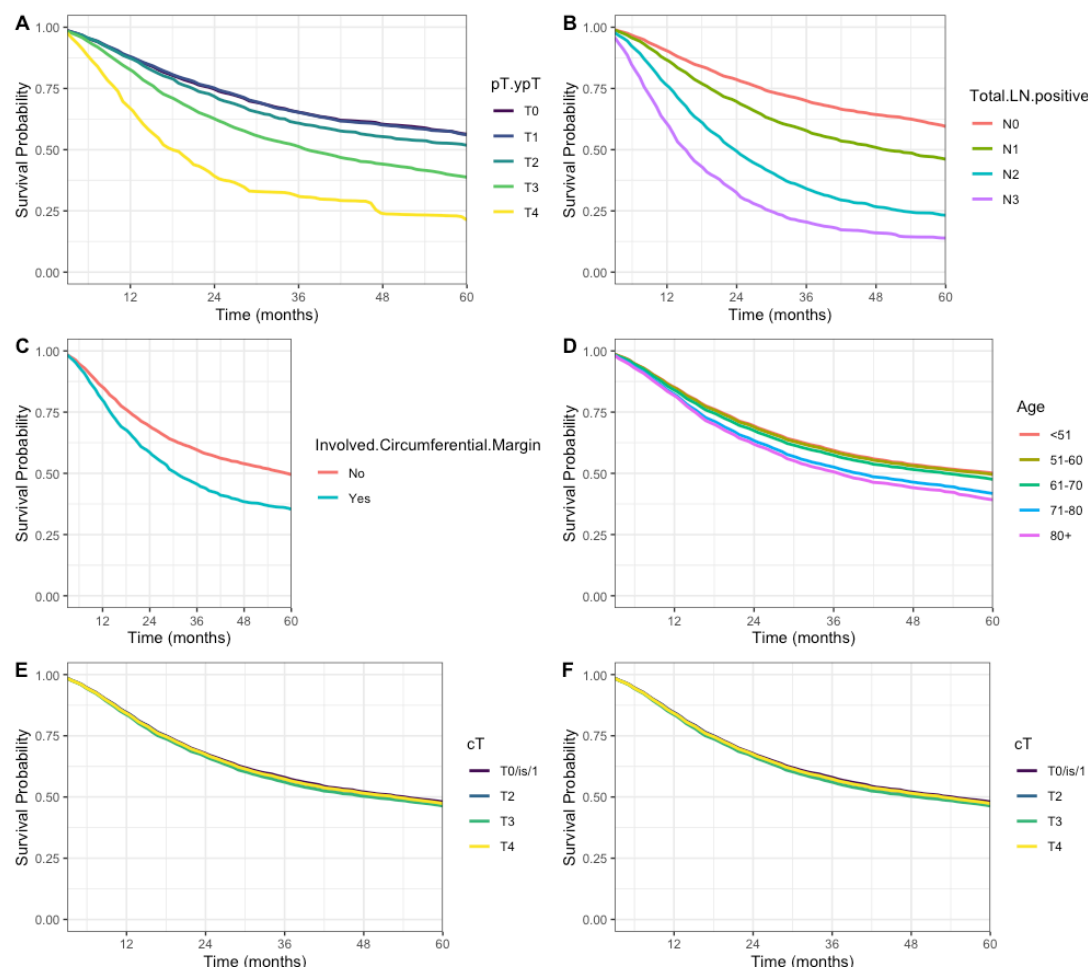 A
Survival Probability
1.00
0.75
0.50
0.25
0.00
12 24 36 48 60
Time (months)
pT.ypT
T0
T1
T2
T3
T4
B
Survival Probability
1.00
0.75
0.50
0.25
0.00
12 24 36 48 60
Time (months)
Total.LN.positive
N0
N1
N2
N3
C
Survival Probability
1.00
0.75
0.50
0.25
0.00
12 24 36 48 60
Time (months)
Involved.Circumferential.Margin
No
Yes
D
Survival Probability
1.00
0.75
0.50
0.25
0.00
12 24 36 48 60
Time (months)
Age
<51
51-60
61-70
71-80
80+
E
Survival Probability
1.00
0.75
0.50
0.25
0.00
12 24 36 48 60
Time (months)
cT
T0/is/1
T2
T3
T4
F
Survival Probability
1.00
0.75
0.50
0.25
0.00
12 24 36 48 60
Time (months)
cT
T0/is/1
T2
T3
T4